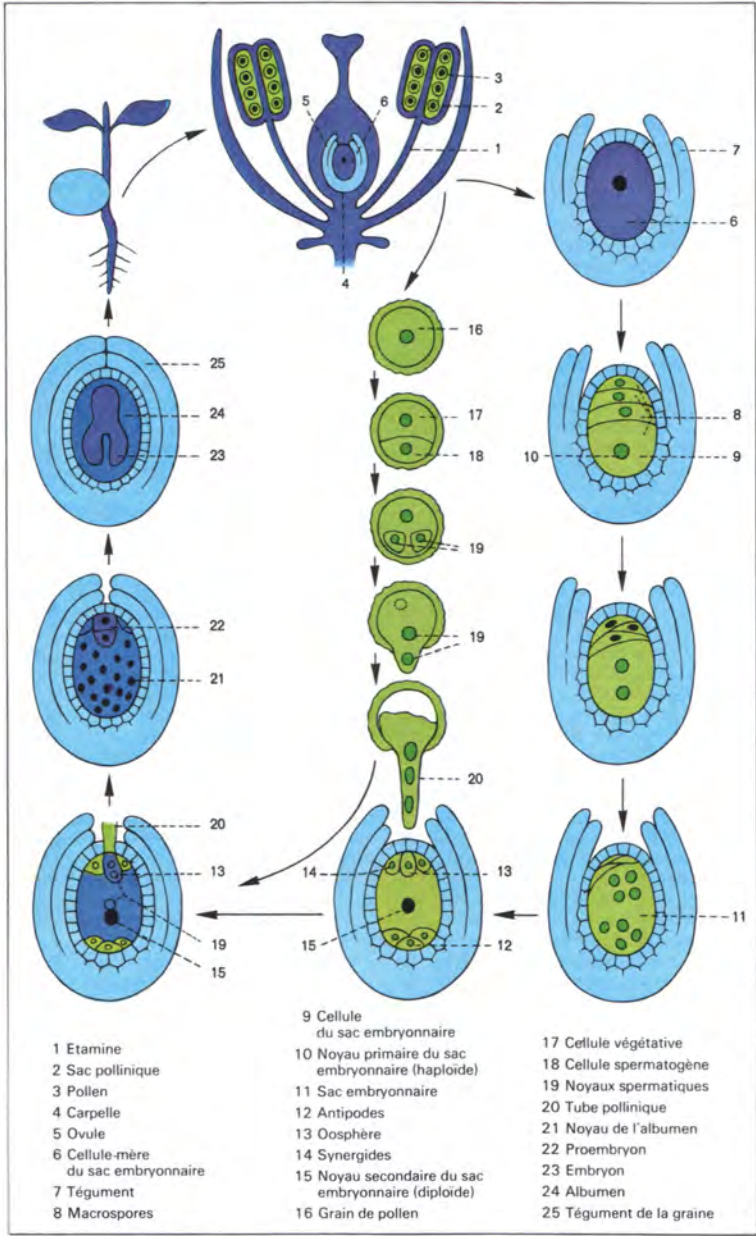 3
2
1
5
6
4
7
6
16
17
18
8
10
9
25
24
23
19
19
22
21
20
20
13
19
15
14
13
15
12
11
1 Etamine
2 Sac pollinique
3 Pollen
4 Carpelle
5 Ovule
6 Cellule-mère
du sac embryonnaire
7 Tégument
8 Macrospores
9 Cellule
du sac embryonnaire
10 Noyau primaire du sac
embryonnaire (haploïde)
11 Sac embryonnaire
12 Antipodes
13 Oosphère
14 Synergides
15 Noyau secondaire du sac
embryonnaire (diploïde)
16 Grain de pollen
17 Cellule végétative
18 Cellule spermatogène
19 Noyaux spermatiques
20 Tube pollinique
21 Noyau de l'albumen
22 Proembryon
23 Embryon
24 Albumen
25 Tégument de la graine